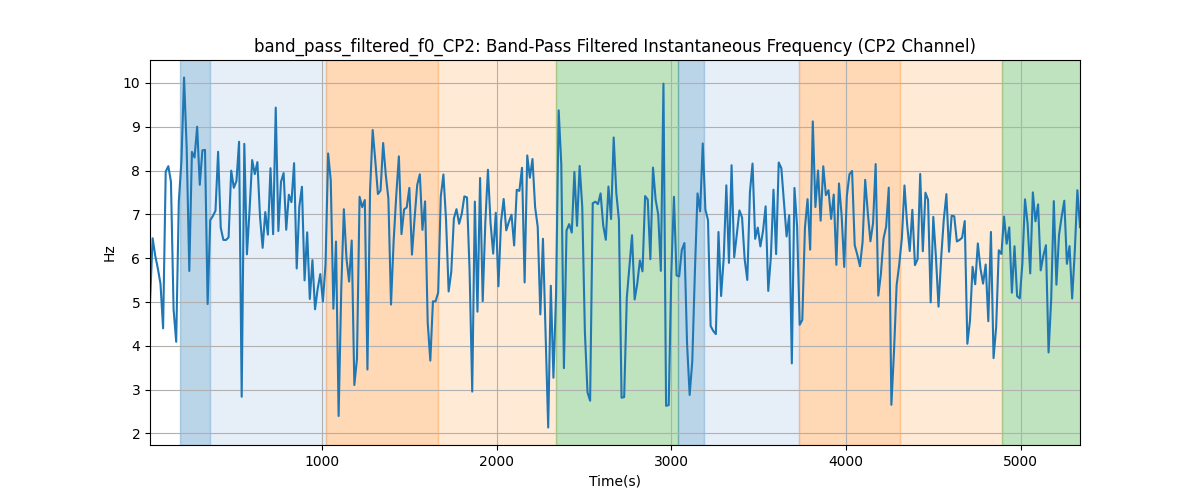 band_pass_filtered_f0_CP2: Band-Pass Filtered Instantaneous Frequency (CP2 Channel)
10
9
8
7
6
5
4
3
2
Hz
1000 2000 3000 4000 5000
Time(s)